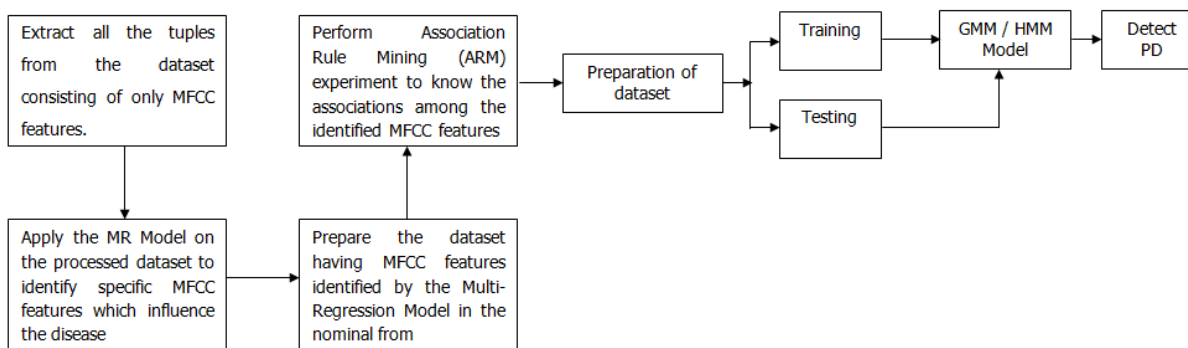 Extract all the tuples
from the dataset
consisting of only MFCC
features.
Apply the MR Model on
the processed dataset to
identify specific MFCC
features which influence
the disease
Prepare the dataset
having MFCC features
identified by the Multi-
Regression Model in the
nominal from
Perform Association
Rule Mining (ARM)
experiment to know the
associations among the
identified MFCC features
Preparation of
dataset
Training
Testing
GMM / HMM
Model
Detect
PD